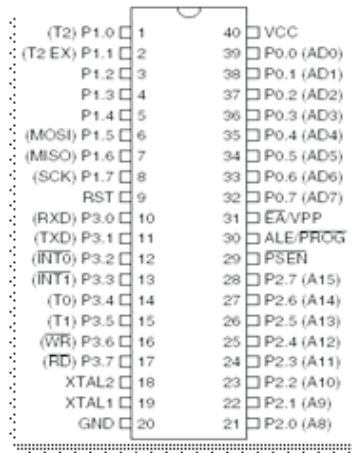 (T2) P1.0 1 40 VCC
(T2 EX) P1.1 2 39 P0.0 (AD0)
P1.2 3 38 P0.1 (AD1)
P1.3 4 37 P0.2 (AD2)
P1.4 5 36 P0.3 (AD3)
(MOSI) P1.5 6 35 P0.4 (AD4)
(MISO) P1.6 7 34 P0.5 (AD5)
(SCK) P1.7 8 33 P0.6 (AD6)
RST 9 32 P0.7 (AD7)
(RXD) P3.0 10 31 E̅A̅/VPP
(TXD) P3.1 11 30 ALE/P̅R̅O̅G̅
(I̅N̅T̅0̅) P3.2 12 29 P̅S̅E̅N̅
(I̅N̅T̅1̅) P3.3 13 28 P2.7 (A15)
(T0) P3.4 14 27 P2.6 (A14)
(T1) P3.5 15 26 P2.5 (A13)
(W̅R̅) P3.6 16 25 P2.4 (A12)
(R̅D̅) P3.7 17 24 P2.3 (A11)
XTAL2 18 23 P2.2 (A10)
XTAL1 19 22 P2.1 (A9)
GND 20 21 P2.0 (A8)